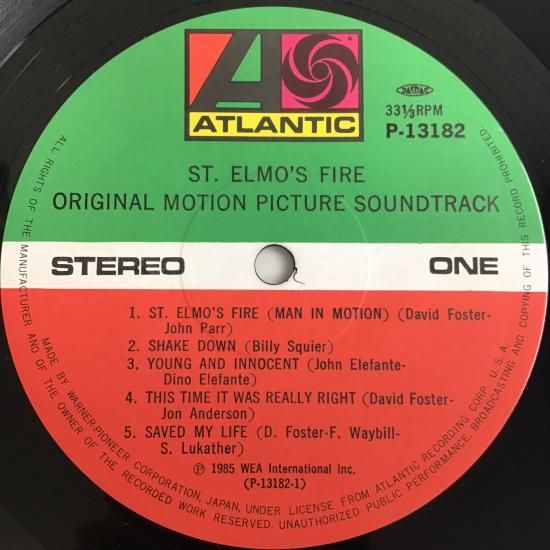 ATLANTIC
JASRAC
33⅓RPM
P-13182
ST. ELMO'S FIRE
ORIGINAL MOTION PICTURE SOUNDTRACK
STEREO
ONE
1. ST. ELMO'S FIRE (MAN IN MOTION) (David Foster-
John Parr)
2. SHAKE DOWN (Billy Squier)
3. YOUNG AND INNOCENT (John Elefante-
Dino Elefante)
4. THIS TIME IT WAS REALLY RIGHT (David Foster-
Jon Anderson)
5. SAVED MY LIFE (D. Foster-F. Waybill-
S. Lukather)
Ⓟ 1985 WEA International Inc.
(P-13182-1)
MADE BY WARNER-PIONEER CORPORATION, JAPAN, UNDER LICENSE FROM ATLANTIC RECORDING CORP. U.S.A.
ALL RIGHTS OF THE MANUFACTURER AND OF THE OWNER OF THE RECORDED WORK RESERVED. UNAUTHORIZED PUBLIC PERFORMANCE, BROADCASTING AND COPYING OF THIS RECORD PROHIBITED.